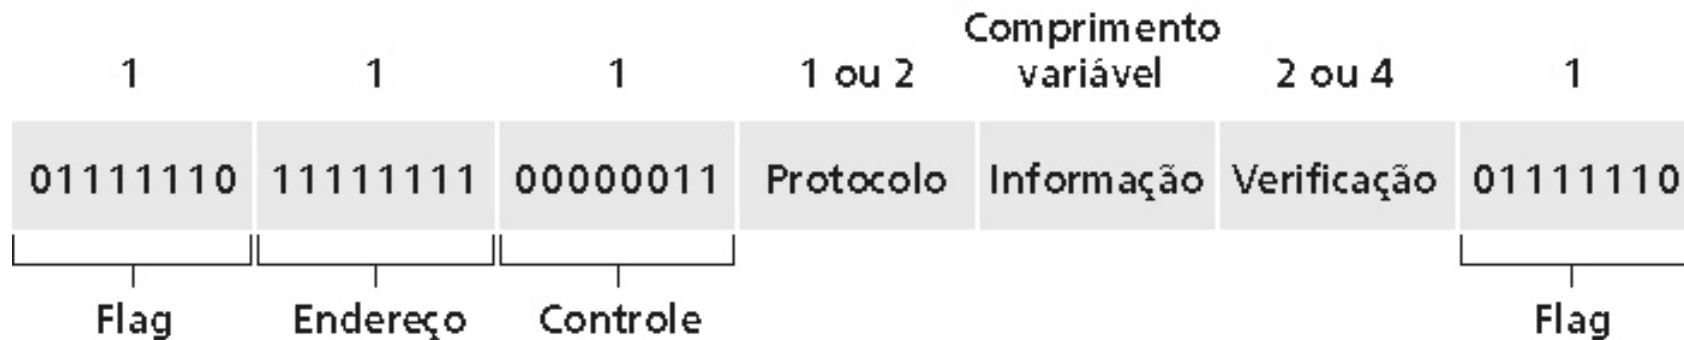 Comprimento
1 1 1 1 ou 2 variável 2 ou 4 1
01111110 11111111 00000011 Protocolo Informação Verificação 01111110
Flag Endereço Controle Flag